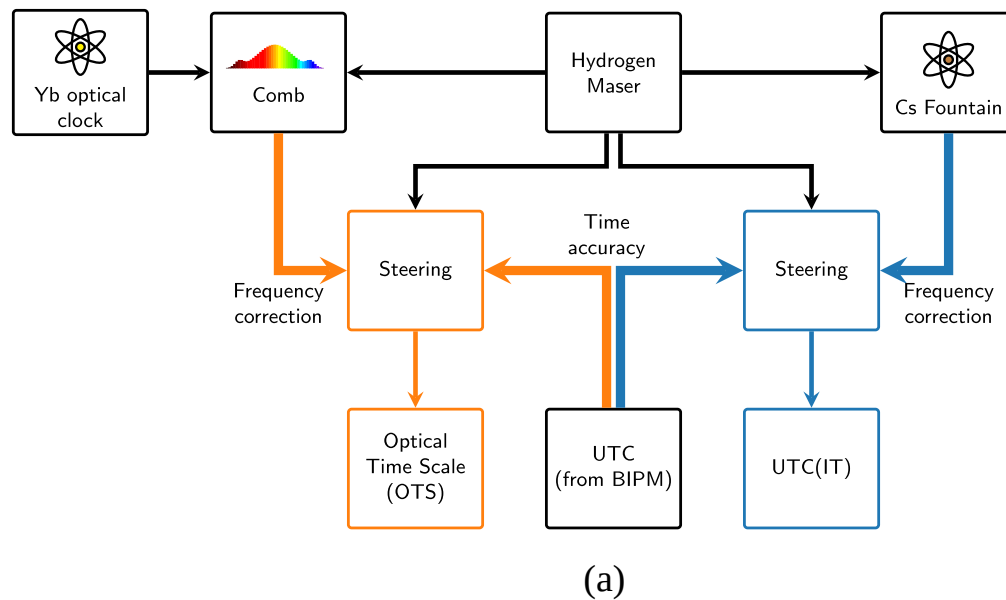 Yb optical
clock
Comb
Hydrogen
Maser
Cs Fountain
Time
accuracy
Steering
Steering
Frequency
correction
Frequency
correction
Optical
Time Scale
(OTS)
UTC
(from BIPM)
UTC(IT)
(a)